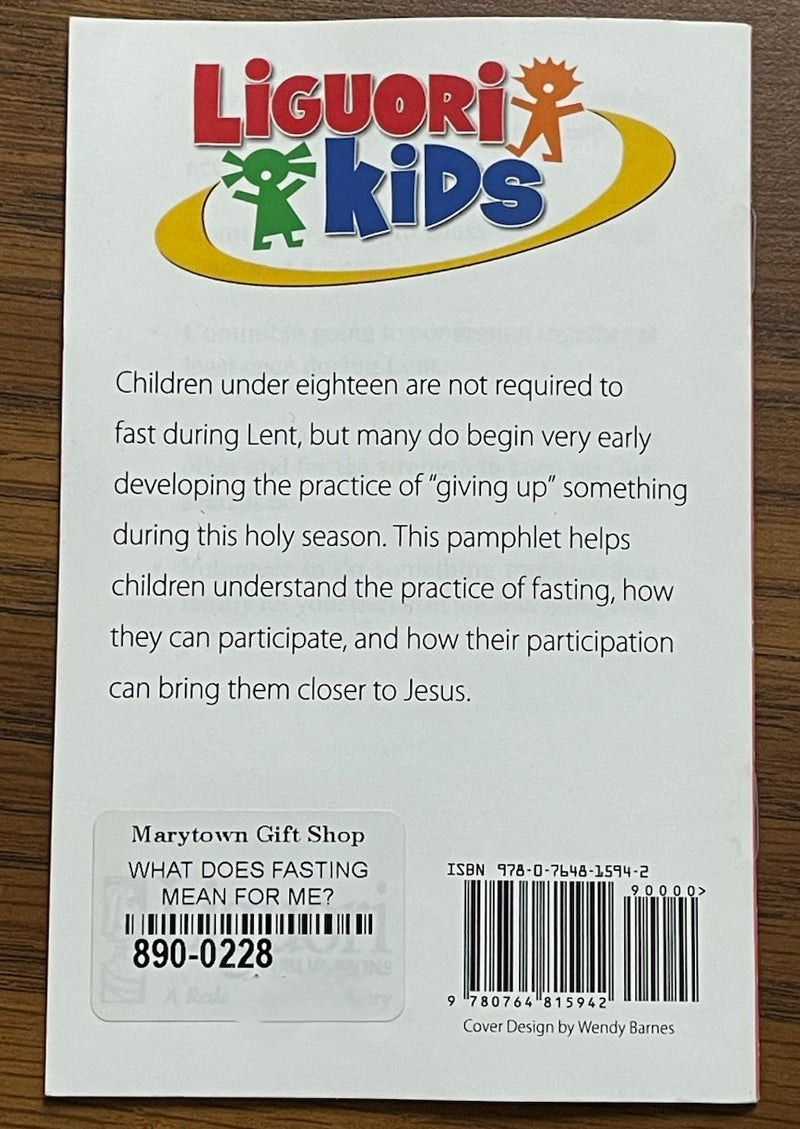 LiGUORi
kiDS
Children under eighteen are not required to
fast during Lent, but many do begin very early
developing the practice of “giving up” something
during this holy season. This pamphlet helps
children understand the practice of fasting, how
they can participate, and how their participation
can bring them closer to Jesus.
Marytown Gift Shop
WHAT DOES FASTING
MEAN FOR ME?
890-0228
ISBN 978-0-7648-1594-2
90000>
9 780764 815942
Cover Design by Wendy Barnes